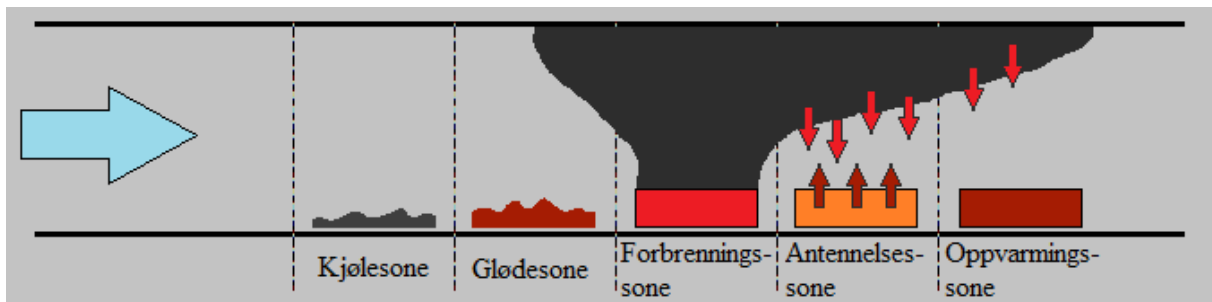 Kjølesone
Glødesone
Forbrennings-
sone
Antennelses-
sone
Oppvarmings-
sone